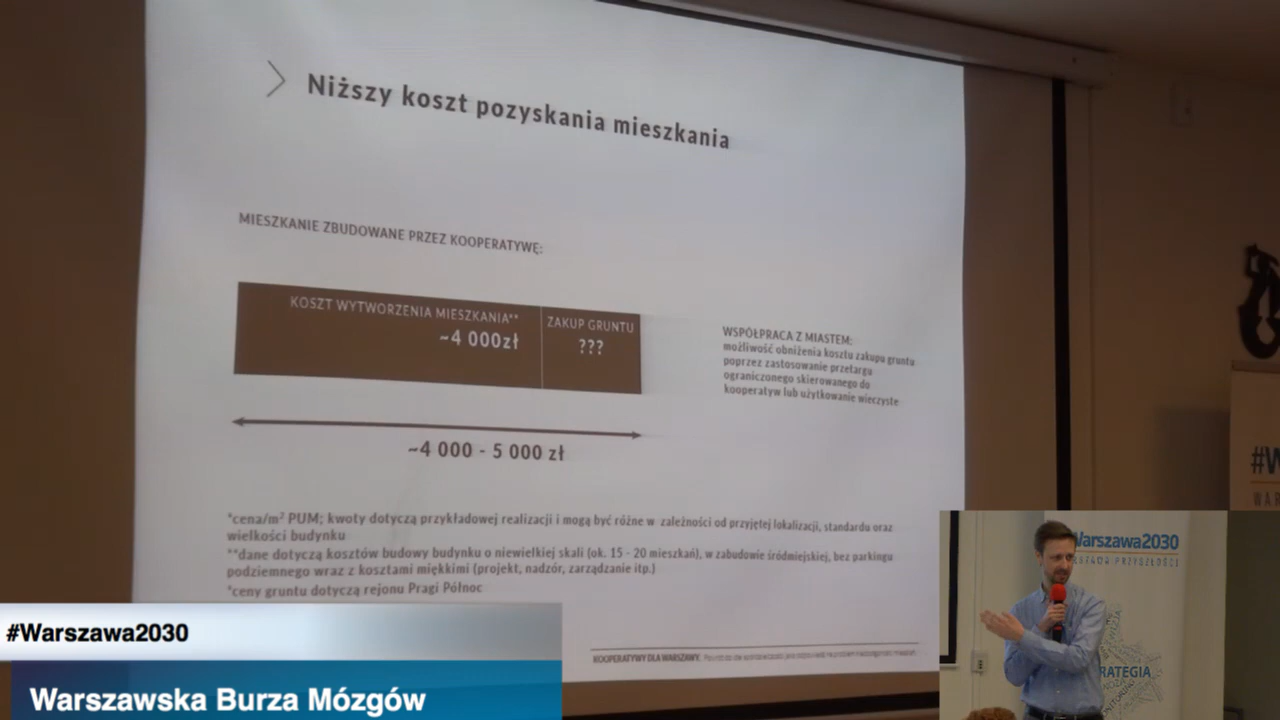 Niższy koszt pozyskania mieszkania
MIESZKANIE ZBUDOWANE PRZEZ KOOPERATYWĘ:
KOSZT WYTWORZENIA MIESZKANIA**
~4 000zł
ZAKUP GRUNTU
???
WSPÓŁPRACA Z MIASTEM:
możliwość obniżenia kosztu zakupu gruntu
poprzez zastosowanie przetargu
ograniczonego skierowanego do
kooperatyw lub użytkowanie wieczyste
~4 000 - 5 000 zł
*cena/m² PUM; kwoty dotyczą przykładowej realizacji i mogą być różne w zależności od przyjętej lokalizacji, standardu oraz
wielkości budynku
**dane dotyczą kosztów budowy budynku o niewielkiej skali (ok. 15 - 20 mieszkań), w zabudowie śródmiejskiej, bez parkingu
podziemnego wraz z kosztami miękkimi (projekt, nadzór, zarządzanie itp.)
*ceny gruntu dotyczą rejonu Pragi Północ
KOOPERATYWY DLA WARSZAWY.
#W
WAR
Warszawa2030
RATEGIA
#Warszawa2030
Warszawska Burza Mózgów